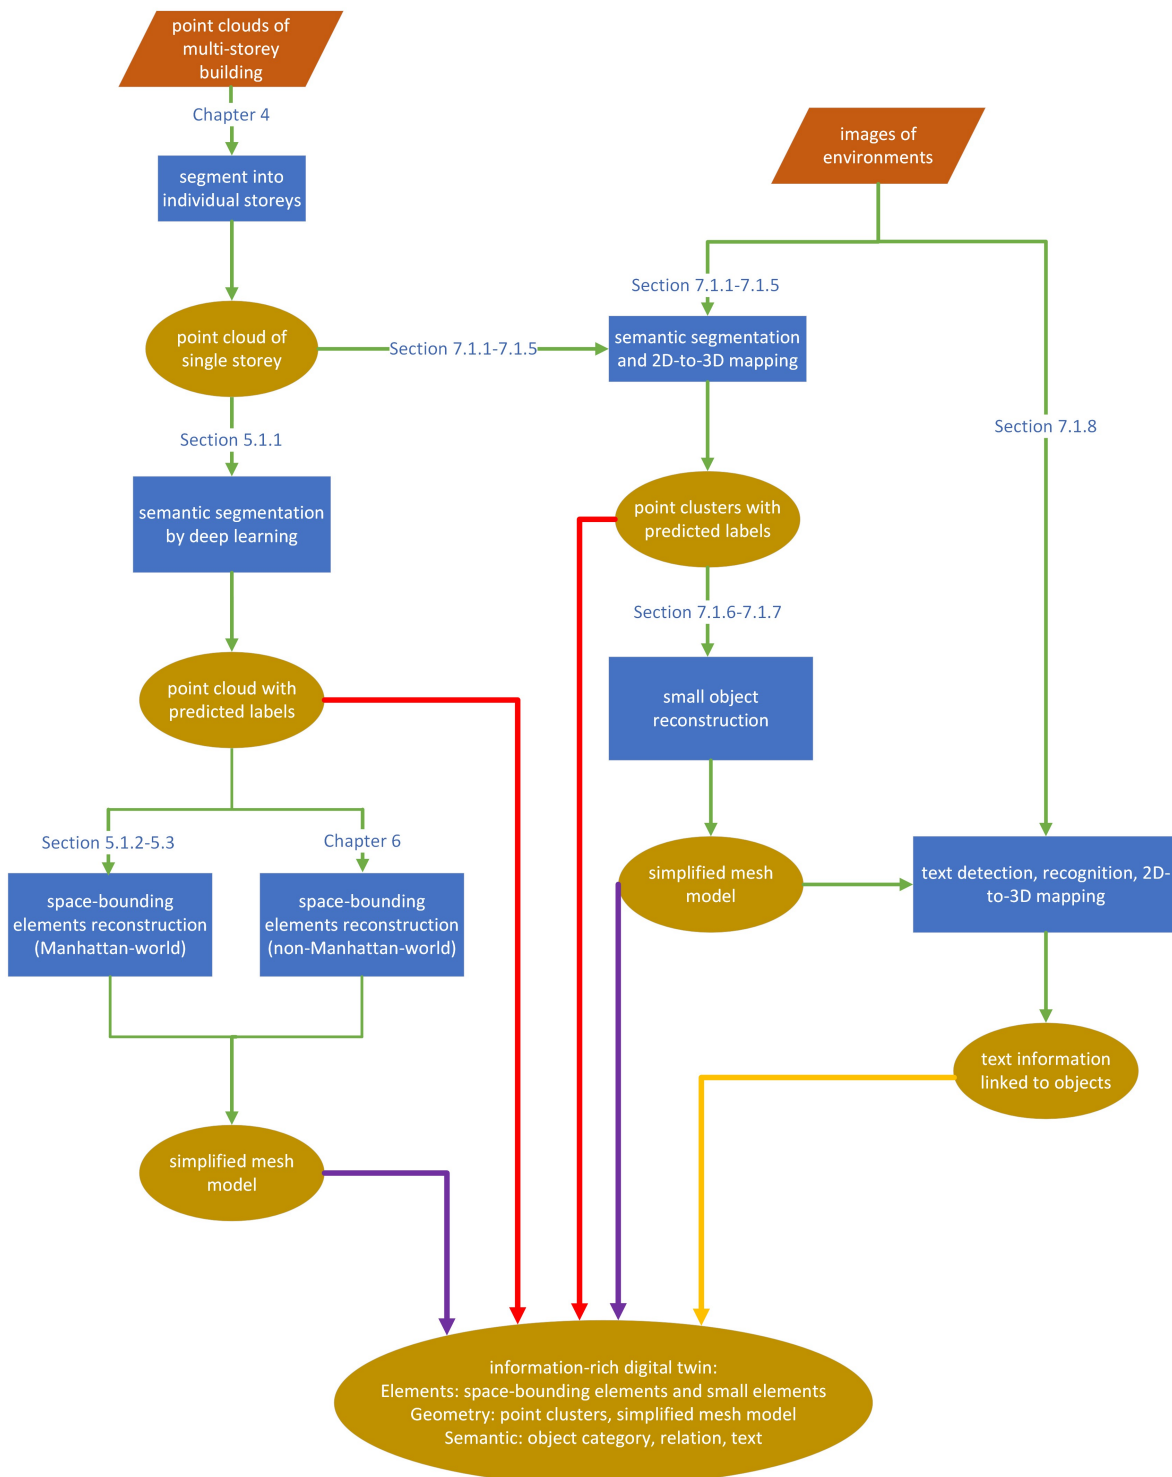 point clouds of
multi-storey
building
Chapter 4
images of
environments
segment into
individual storeys
Section 7.1.1-7.1.5
point cloud of
single storey
Section 7.1.1-7.1.5
semantic segmentation
and 2D-to-3D mapping
Section 5.1.1
Section 7.1.8
semantic segmentation
by deep learning
point clusters with
predicted labels
Section 7.1.6-7.1.7
point cloud with
predicted labels
small object
reconstruction
Section 5.1.2-5.3
Chapter 6
space-bounding
elements reconstruction
(Manhattan-world)
space-bounding
elements reconstruction
(non-Manhattan-world)
simplified mesh
model
text detection, recognition, 2D-
to-3D mapping
text information
linked to objects
simplified mesh
model
information-rich digital twin:
Elements: space-bounding elements and small elements
Geometry: point clusters, simplified mesh model
Semantic: object category, relation, text